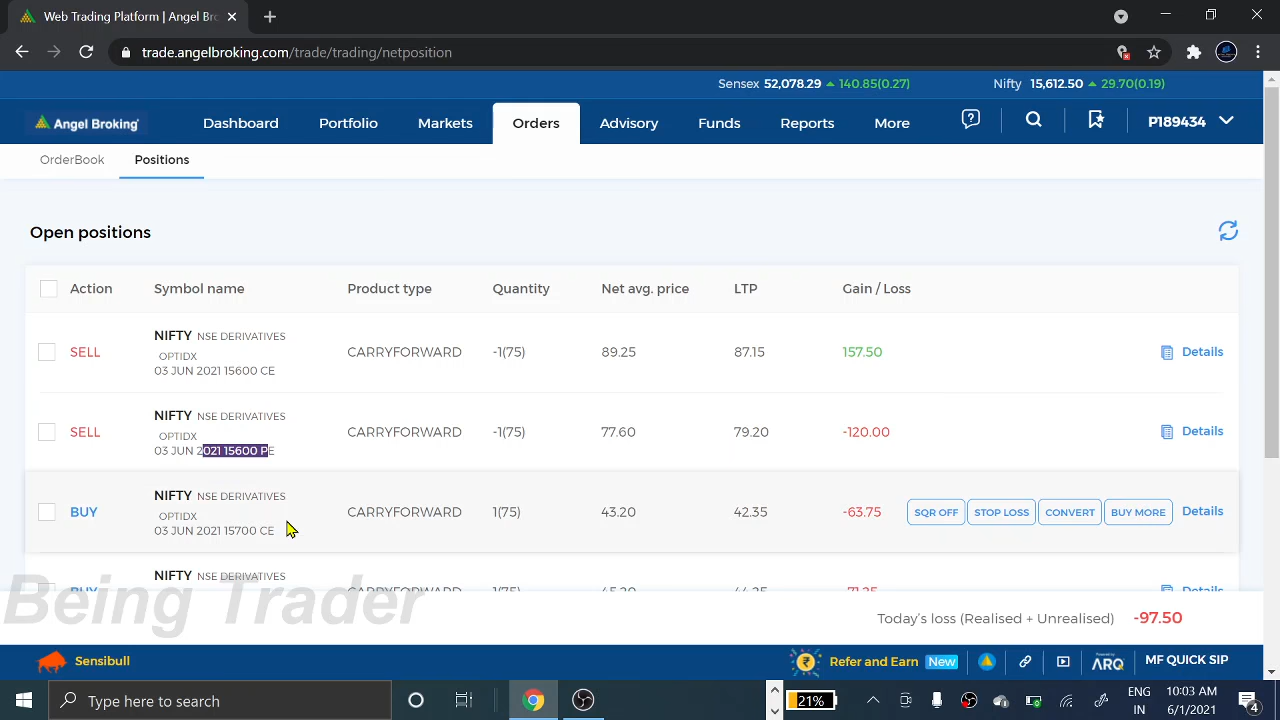 Web Trading Platform | Angel Bro
trade.angelbroking.com/trade/trading/netposition
Sensex 52,078.29 140.85(0.27) Nifty 15,612.50 29.70(0.19)
Angel Broking Dashboard Portfolio Markets Orders Advisory Funds Reports More P189434
OrderBook Positions
Open positions
Action Symbol name Product type Quantity Net avg. price LTP Gain / Loss
NIFTY NSE DERIVATIVES
SELL OPTIDX CARRYFORWARD -1(75) 89.25 87.15 157.50 Details
03 JUN 2021 15600 CE
NIFTY NSE DERIVATIVES
SELL OPTIDX CARRYFORWARD -1(75) 77.60 79.20 -120.00 Details
03 JUN 2021 15600 PE
NIFTY NSE DERIVATIVES
BUY OPTIDX CARRYFORWARD 1(75) 43.20 42.35 -63.75 SQR OFF STOP LOSS CONVERT BUY MORE Details
03 JUN 2021 15700 CE
NIFTY NSE DERIVATIVES
Being Trader
Today's loss (Realised + Unrealised) -97.50
Sensibull Refer and Earn New Powered by ARQ MF QUICK SIP
Type here to search 21% ENG IN 10:03 AM 6/1/2021 4